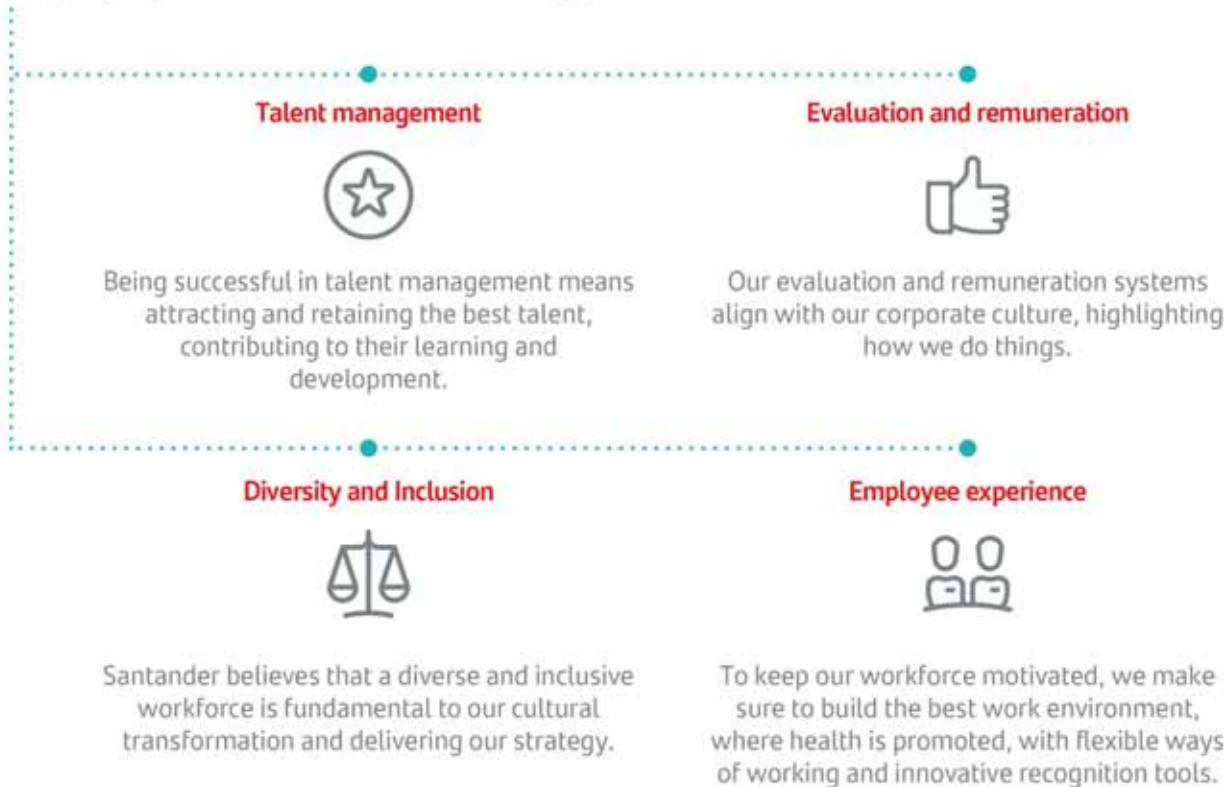 Talent management
Evaluation and remuneration
Being successful in talent management means
attracting and retaining the best talent,
contributing to their learning and
development.
Our evaluation and remuneration systems
align with our corporate culture, highlighting
how we do things.
Diversity and Inclusion
Employee experience
Santander believes that a diverse and inclusive
workforce is fundamental to our cultural
transformation and delivering our strategy.
To keep our workforce motivated, we make
sure to build the best work environment,
where health is promoted, with flexible ways
of working and innovative recognition tools.